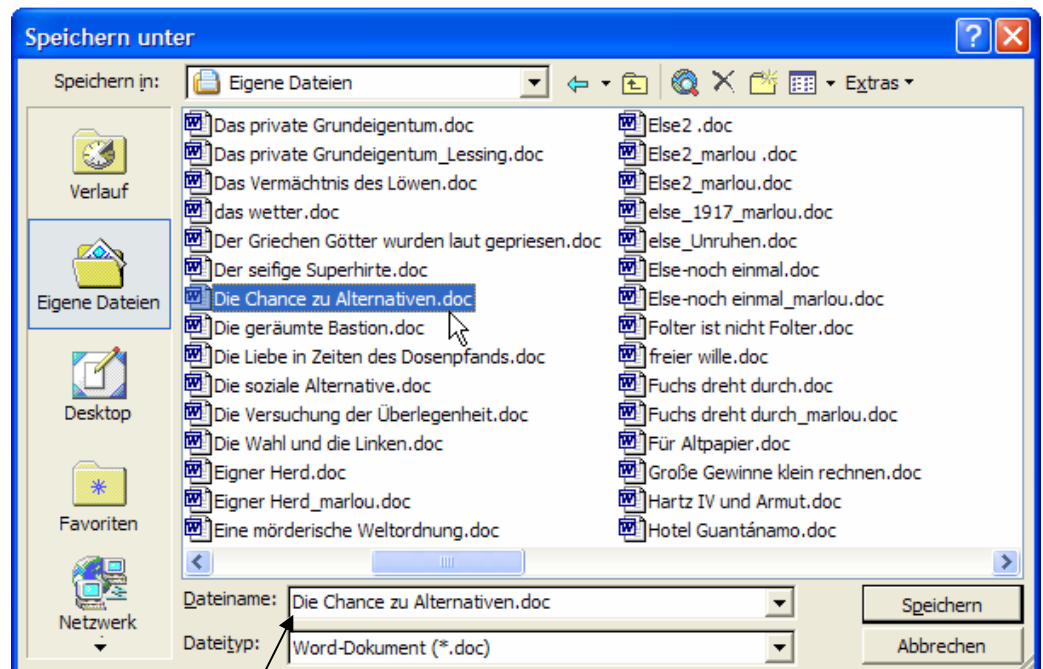 Speichern unter
Speichern in:
Eigene Dateien
Extras
Verlauf
Eigene Dateien
Desktop
Favoriten
Netzwerk
Das private Grundeigentum.doc
Das private Grundeigentum_Lessing.doc
Das Vermächtnis des Löwen.doc
das wetter.doc
Der Griechen Götter wurden laut gepriesen.doc
Der seifige Superhirte.doc
Die Chance zu Alternativen.doc
Die geräumte Bastion.doc
Die Liebe in Zeiten des Dosenpfands.doc
Die soziale Alternative.doc
Die Versuchung der Überlegenheit.doc
Die Wahl und die Linken.doc
Eigner Herd.doc
Eigner Herd_marlou.doc
Eine mörderische Weltordnung.doc
Else2 .doc
Else2_marlou .doc
Else2_marlou.doc
else_1917_marlou.doc
else_Unruhen.doc
Else-noch einmal.doc
Else-noch einmal_marlou.doc
Folter ist nicht Folter.doc
freier wille.doc
Fuchs dreht durch.doc
Fuchs dreht durch_marlou.doc
Für Altpapier.doc
Große Gewinne klein rechnen.doc
Hartz IV und Armut.doc
Hotel Guantánamo.doc
Dateiname:
Die Chance zu Alternativen.doc
Speichern
Dateityp:
Word-Dokument (*.doc)
Abbrechen